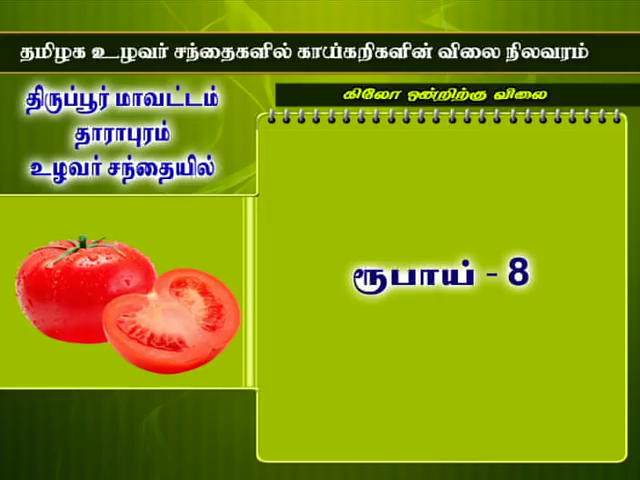 தமிழக உழவர் சந்தைகளில் காய்கறிகளின் விலை நிலவரம்
திருப்பூர் மாவட்டம்
தாராபுரம்
உழவர் சந்தையில்
கிலோ ஒன்றிற்கு விலை
ரூபாய் - 8